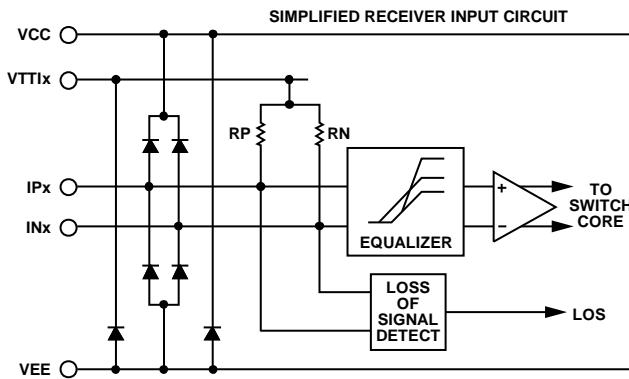 SIMPLIFIED RECEIVER INPUT CIRCUIT
VCC
VTTIx
RP
RN
IPx
INx
EQUALIZER
+
−
TO
SWITCH
CORE
LOSS
OF
SIGNAL
DETECT
LOS
VEE